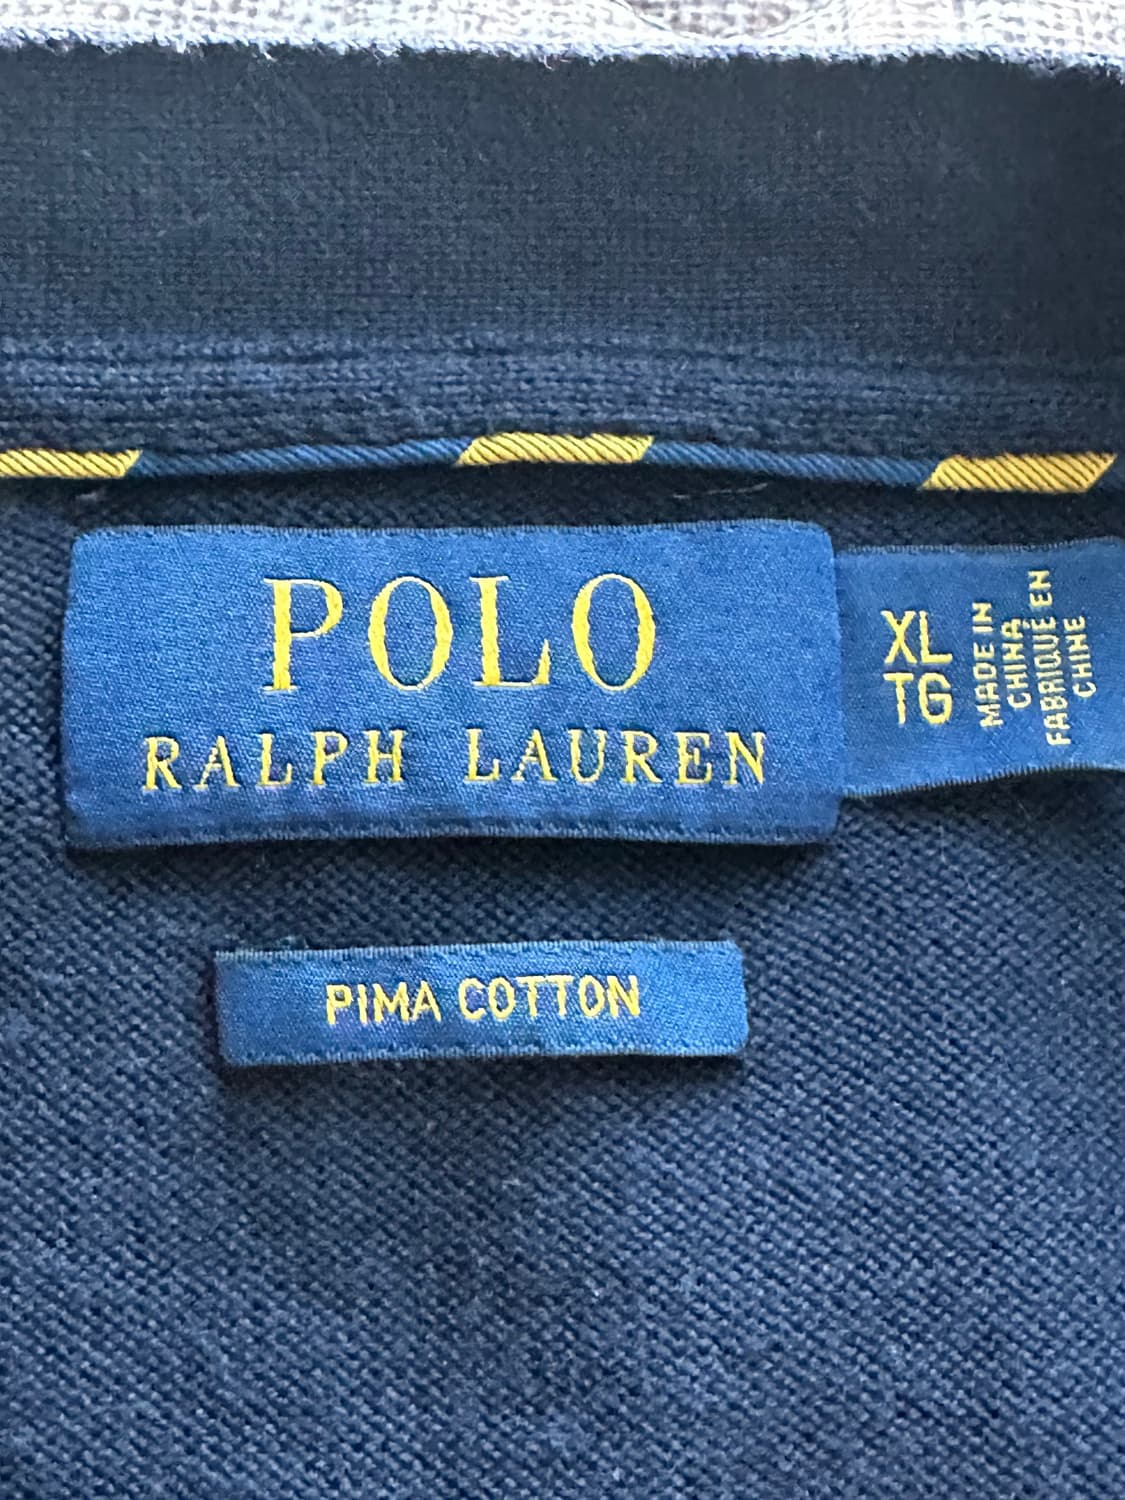 POLO
RALPH LAUREN
XL
TG
MADE IN
CHINA
FABRIQUÉ EN
CHINE
PIMA COTTON